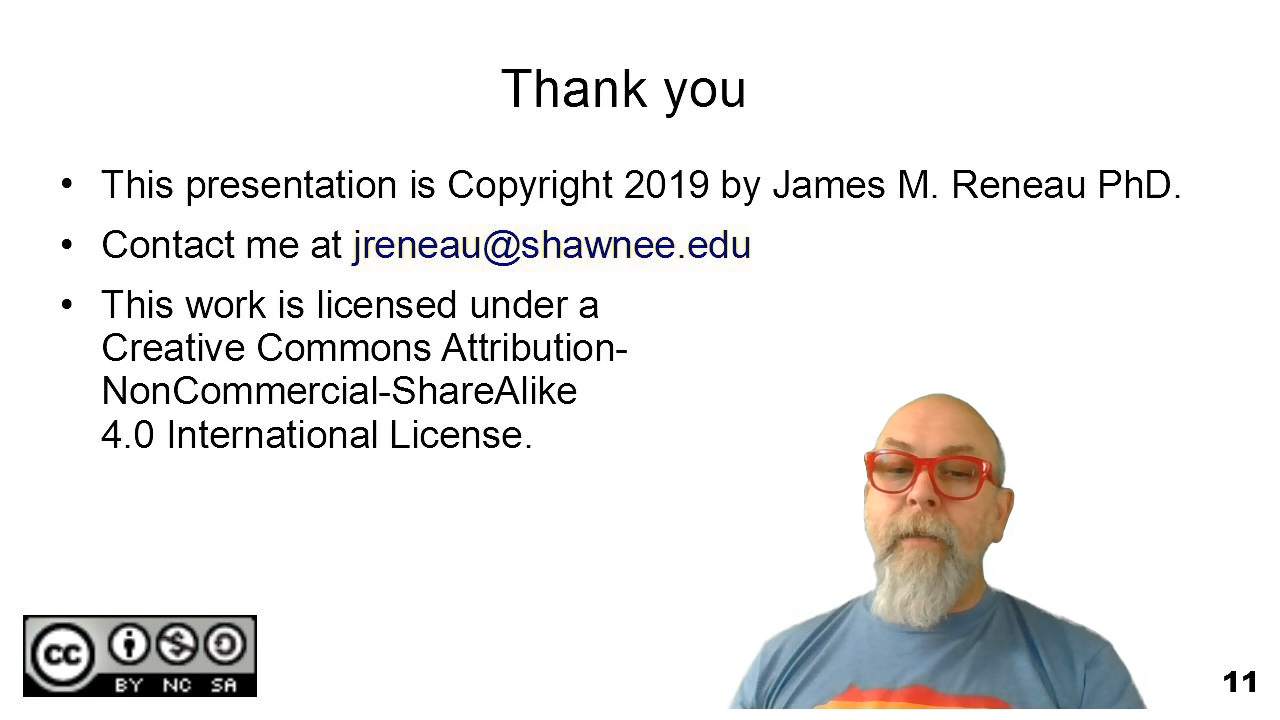 Thank you
• This presentation is Copyright 2019 by James M. Reneau PhD.
• Contact me at jreneau@shawnee.edu
• This work is licensed under a
Creative Commons Attribution-
NonCommercial-ShareAlike
4.0 International License.
cc
BY NC SA
11